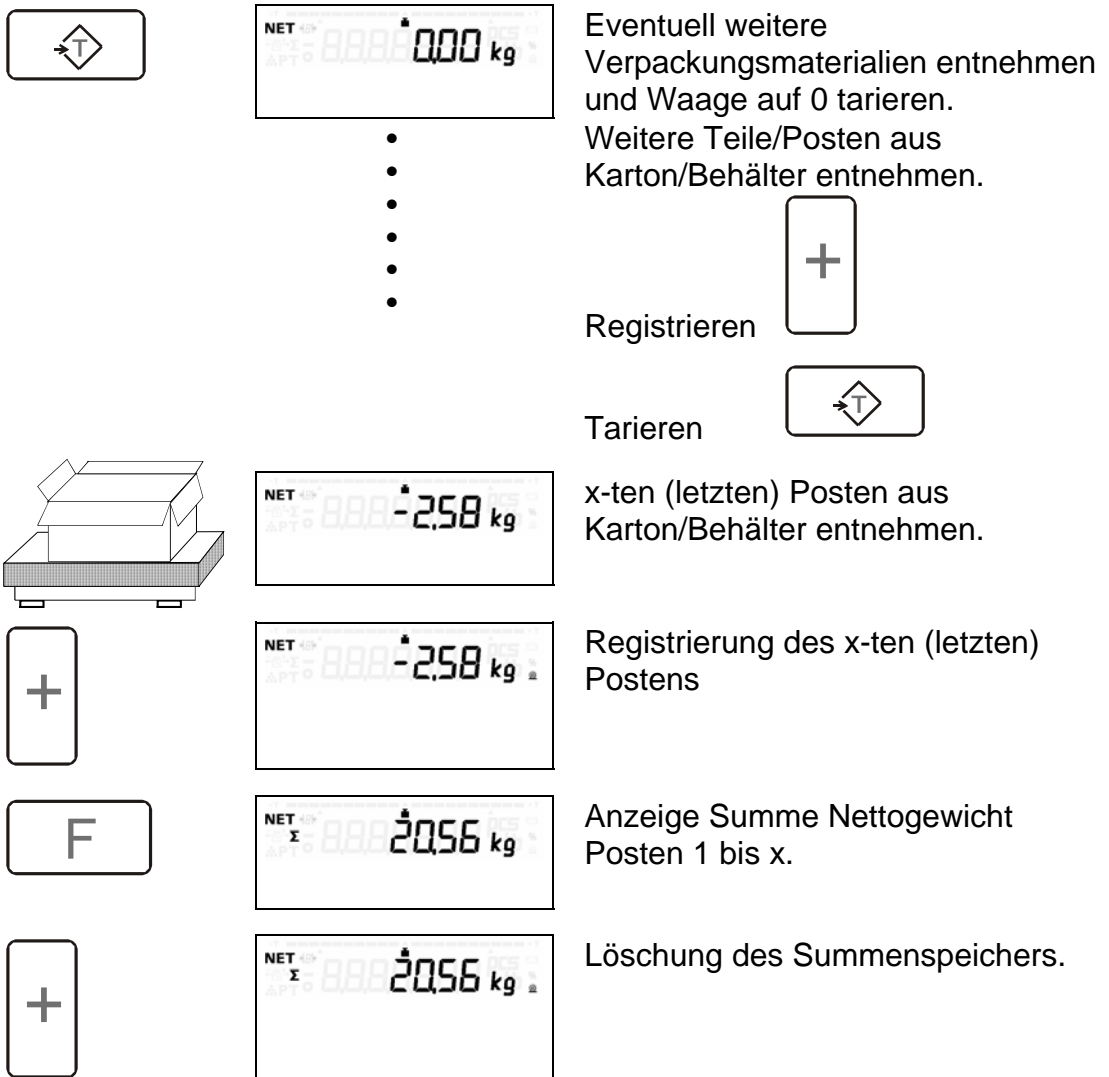 T
NET 0,00 kg
Eventuell weitere
Verpackungsmaterialien entnehmen
und Waage auf 0 tarieren.
Weitere Teile/Posten aus
Karton/Behälter entnehmen.
+
Registrieren
T
Tarieren
NET -2,58 kg
x-ten (letzten) Posten aus
Karton/Behälter entnehmen.
+
NET -2,58 kg
Registrierung des x-ten (letzten)
Postens
F
NET
Σ 20,56 kg
Anzeige Summe Nettogewicht
Posten 1 bis x.
+
NET
Σ 20,56 kg
Löschung des Summenspeichers.